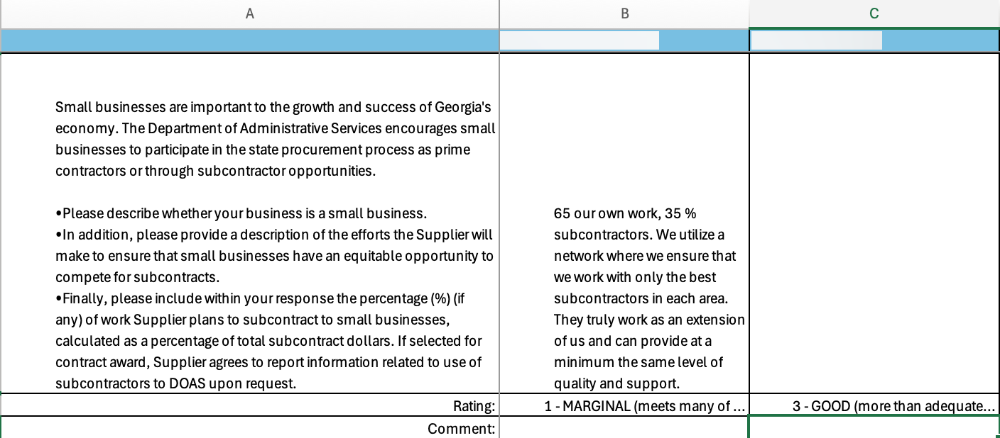 A
B
C
Small businesses are important to the growth and success of Georgia's
economy. The Department of Administrative Services encourages small
businesses to participate in the state procurement process as prime
contractors or through subcontractor opportunities.
•Please describe whether your business is a small business.
•In addition, please provide a description of the efforts the Supplier will
make to ensure that small businesses have an equitable opportunity to
compete for subcontracts.
•Finally, please include within your response the percentage (%) (if
any) of work Supplier plans to subcontract to small businesses,
calculated as a percentage of total subcontract dollars. If selected for
contract award, Supplier agrees to report information related to use of
subcontractors to DOAS upon request.
65 our own work, 35 %
subcontractors. We utilize a
network where we ensure that
we work with only the best
subcontractors in each area.
They truly work as an extension
of us and can provide at a
minimum the same level of
quality and support.
Rating:
1 - MARGINAL (meets many of ...
3 - GOOD (more than adequate...
Comment: